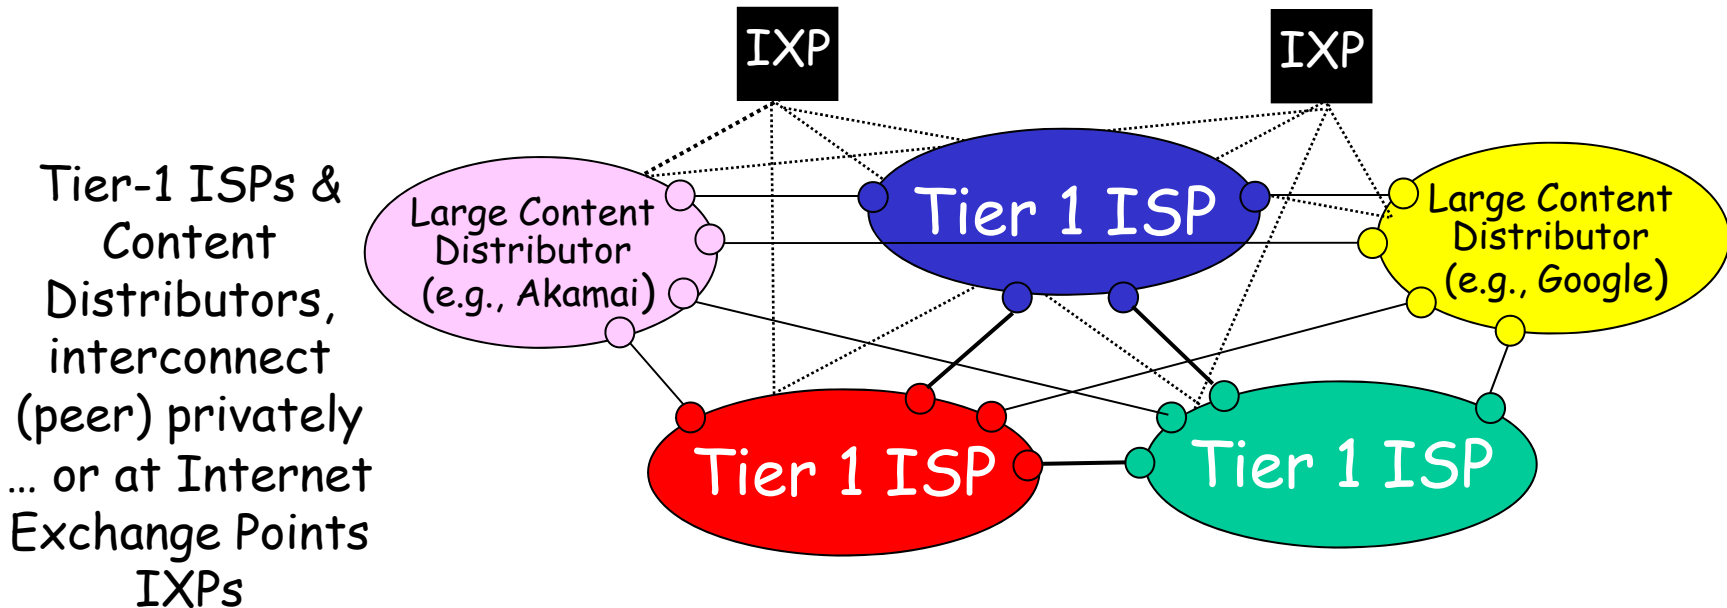 IXP
IXP
Tier-1 ISPs &
Content
Distributors,
interconnect
(peer) privately
… or at Internet
Exchange Points
IXPs
Large Content
Distributor
(e.g., Akamai)
Tier 1 ISP
Large Content
Distributor
(e.g., Google)
Tier 1 ISP
Tier 1 ISP